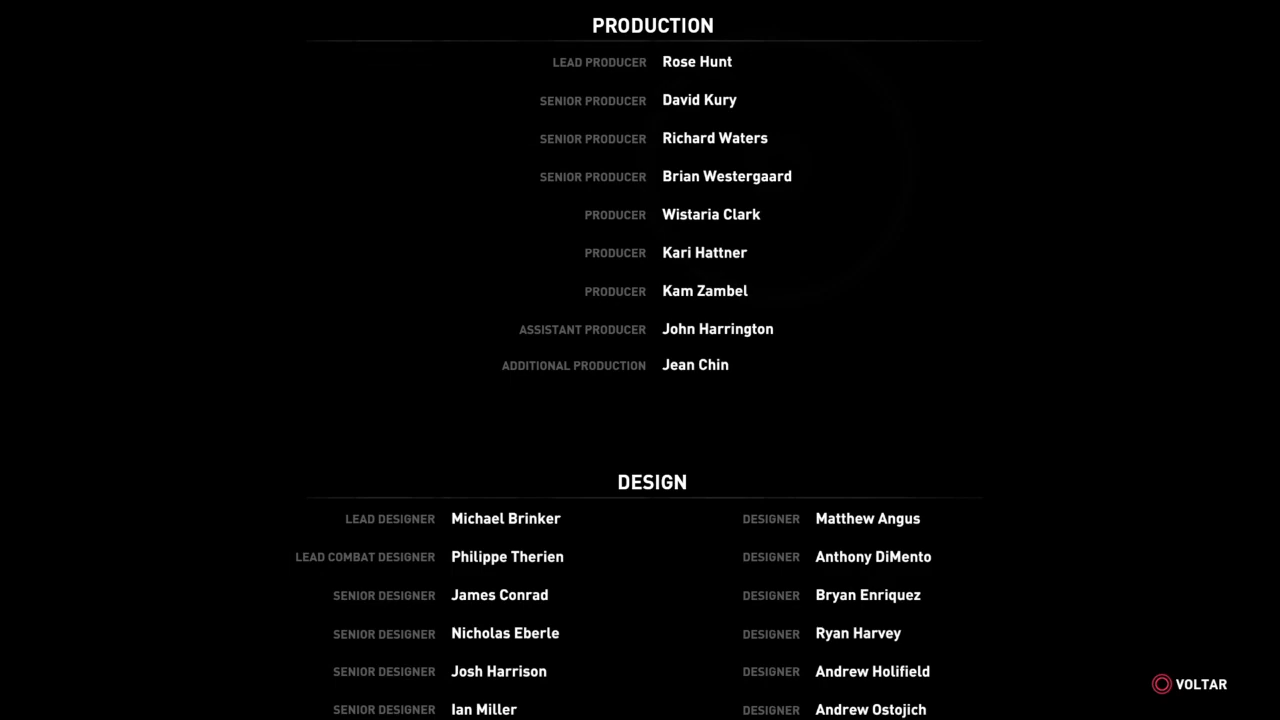 PRODUCTION
LEAD PRODUCER Rose Hunt
SENIOR PRODUCER David Kury
SENIOR PRODUCER Richard Waters
SENIOR PRODUCER Brian Westergaard
PRODUCER Wistaria Clark
PRODUCER Kari Hattner
PRODUCER Kam Zambel
ASSISTANT PRODUCER John Harrington
ADDITIONAL PRODUCTION Jean Chin
DESIGN
LEAD DESIGNER Michael Brinker DESIGNER Matthew Angus
LEAD COMBAT DESIGNER Philippe Therien DESIGNER Anthony DiMento
SENIOR DESIGNER James Conrad DESIGNER Bryan Enriquez
SENIOR DESIGNER Nicholas Eberle DESIGNER Ryan Harvey
SENIOR DESIGNER Josh Harrison DESIGNER Andrew Holifield
SENIOR DESIGNER Ian Miller DESIGNER Andrew Ostojich
VOLTAR